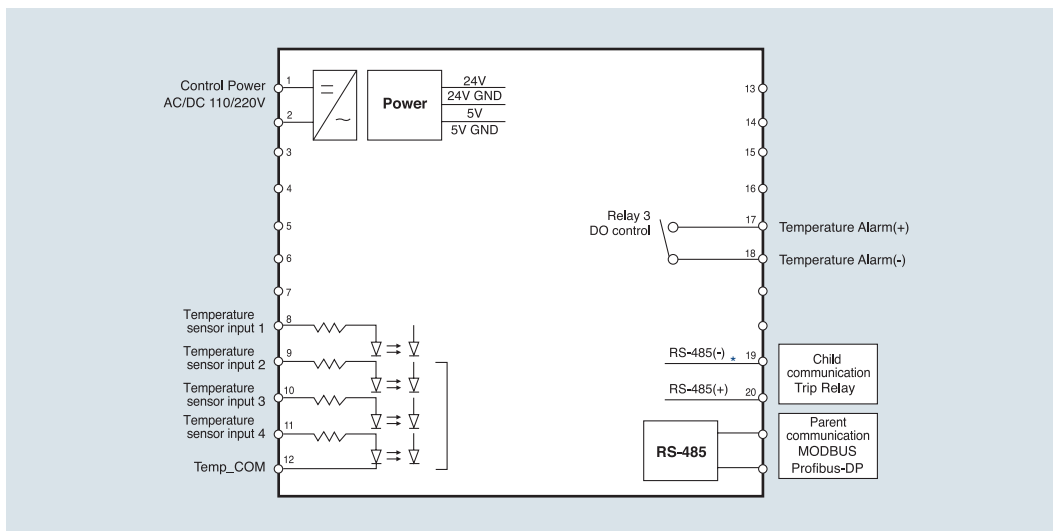 Control Power
AC/DC 110/220V
1
2
3
4
5
6
7
Power
24V
24V GND
5V
5V GND
13
14
15
16
Relay 3
DO control
17
Temperature Alarm(+)
18
Temperature Alarm(-)
Temperature
sensor input 1
8
Temperature
sensor input 2
9
Temperature
sensor input 3
10
Temperature
sensor input 4
11
Temp_COM
12
RS-485(-)
*
19
RS-485(+)
20
Child
communication
Trip Relay
RS-485
Parent
communication
MODBUS
Profibus-DP